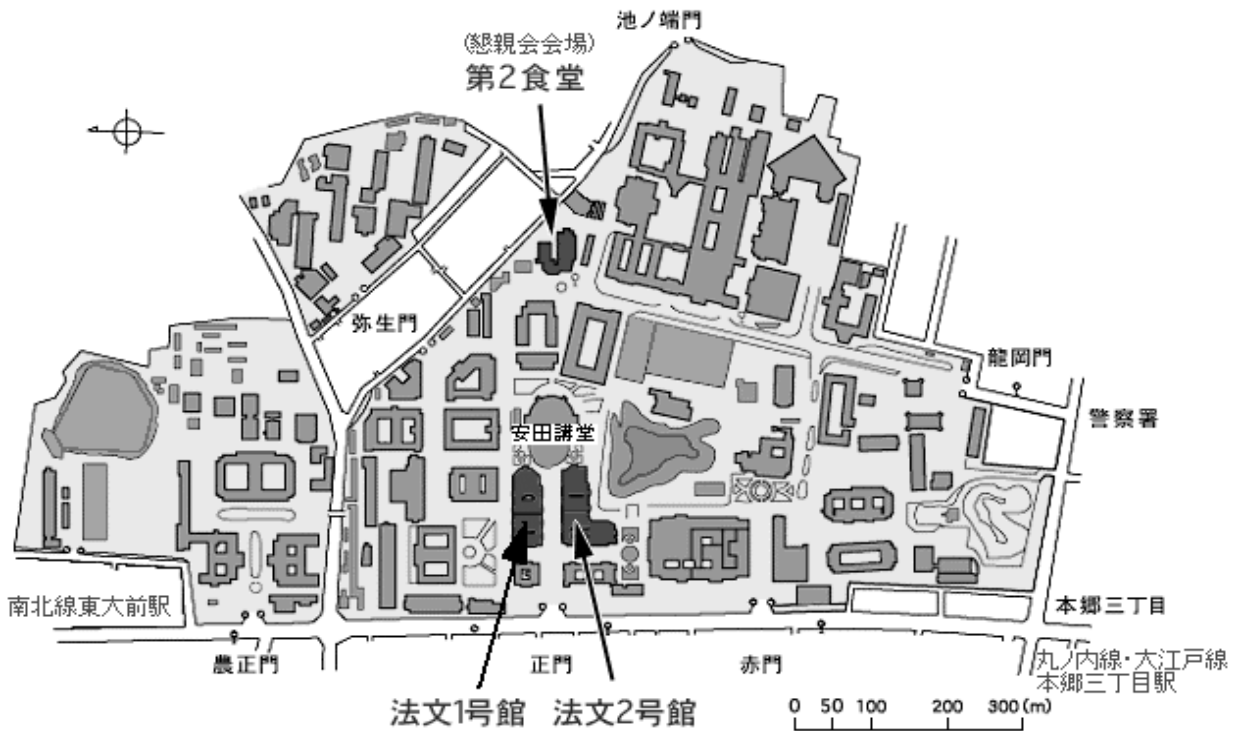 池ノ端門
(懇親会会場)
第2食堂
弥生門
龍岡門
警察署
安田講堂
南北線東大前駅
本郷三丁目
農正門
正門
赤門
丸ノ内線・大江戸線
本郷三丁目駅
法文1号館
法文2号館
0 50 100 200 300(m)